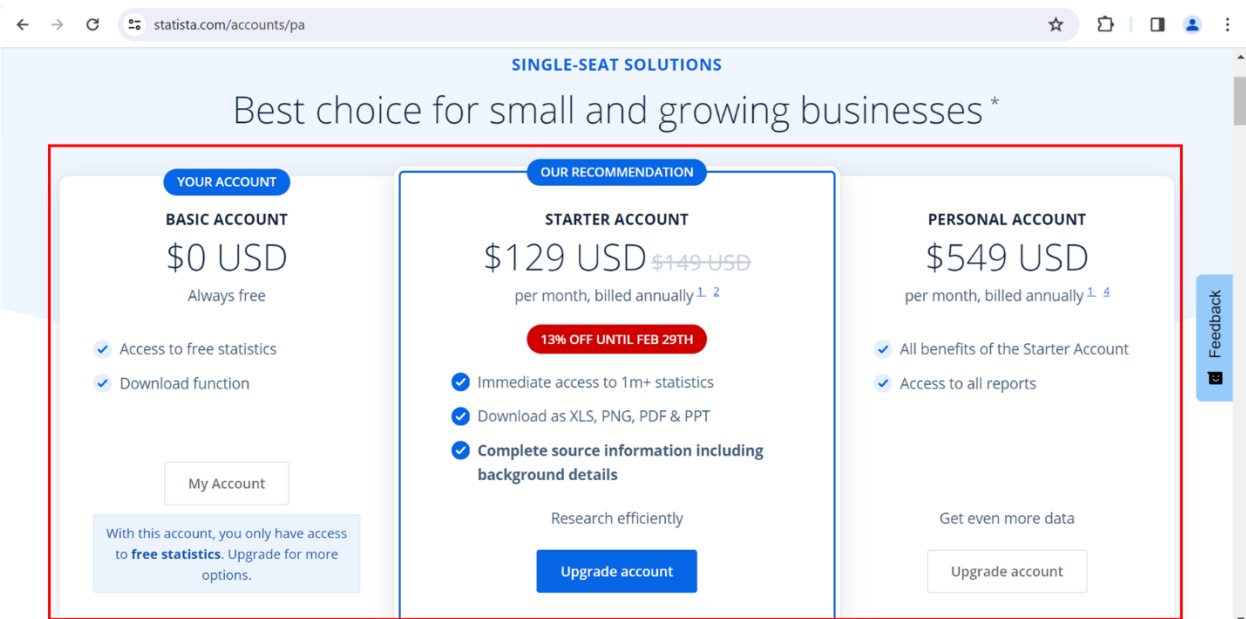 statista.com/accounts/pa
SINGLE-SEAT SOLUTIONS
Best choice for small and growing businesses *
YOUR ACCOUNT
BASIC ACCOUNT
$0 USD
Always free
Access to free statistics
Download function
My Account
With this account, you only have access
to free statistics. Upgrade for more
options.
OUR RECOMMENDATION
STARTER ACCOUNT
$129 USD $149 USD
per month, billed annually 1 2
13% OFF UNTIL FEB 29TH
Immediate access to 1m+ statistics
Download as XLS, PNG, PDF & PPT
Complete source information including
background details
Research efficiently
Upgrade account
PERSONAL ACCOUNT
$549 USD
per month, billed annually 1 4
All benefits of the Starter Account
Access to all reports
Get even more data
Upgrade account
Feedback